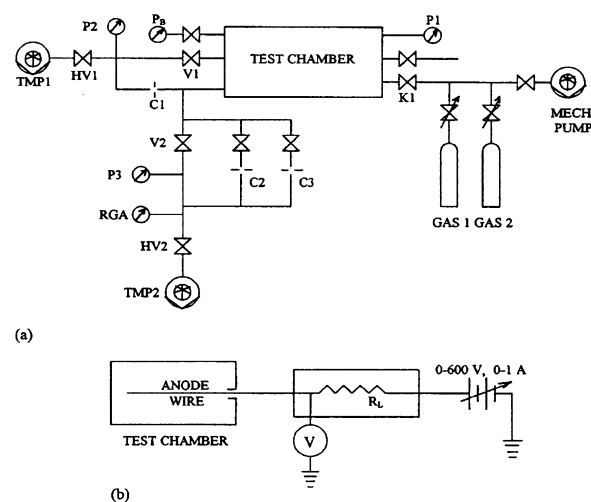 P2
P_B
P1
TEST CHAMBER
TMP1
HV1
V1
C1
K1
MECH
PUMP
V2
P3
C2
C3
RGA
GAS 1
GAS 2
HV2
TMP2
(a)
0-600 V, 0-1 A
ANODE
WIRE
R_L
TEST CHAMBER
V
(b)